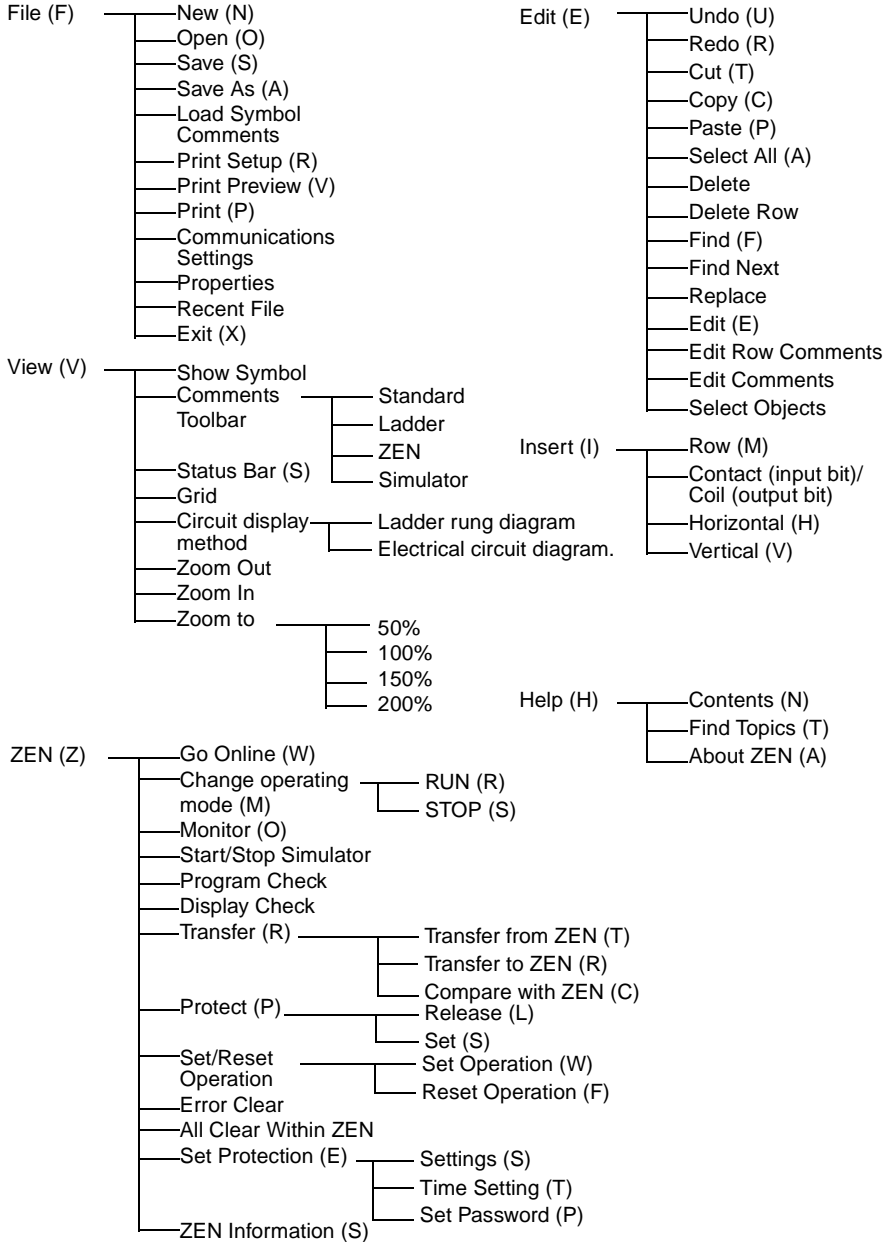 File (F)
New (N)
Open (O)
Save (S)
Save As (A)
Load Symbol
Comments
Print Setup (R)
Print Preview (V)
Print (P)
Communications
Settings
Properties
Recent File
Exit (X)
Edit (E)
Undo (U)
Redo (R)
Cut (T)
Copy (C)
Paste (P)
Select All (A)
Delete
Delete Row
Find (F)
Find Next
Replace
Edit (E)
Edit Row Comments
Edit Comments
Select Objects
View (V)
Show Symbol
Comments
Toolbar
Standard
Ladder
ZEN
Simulator
Status Bar (S)
Grid
Circuit display
method
Ladder rung diagram
Electrical circuit diagram.
Zoom Out
Zoom In
Zoom to
50%
100%
150%
200%
Insert (I)
Row (M)
Contact (input bit)/
Coil (output bit)
Horizontal (H)
Vertical (V)
Help (H)
Contents (N)
Find Topics (T)
About ZEN (A)
ZEN (Z)
Go Online (W)
Change operating
mode (M)
RUN (R)
STOP (S)
Monitor (O)
Start/Stop Simulator
Program Check
Display Check
Transfer (R)
Transfer from ZEN (T)
Transfer to ZEN (R)
Compare with ZEN (C)
Protect (P)
Release (L)
Set (S)
Set/Reset
Operation
Set Operation (W)
Reset Operation (F)
Error Clear
All Clear Within ZEN
Set Protection (E)
Settings (S)
Time Setting (T)
Set Password (P)
ZEN Information (S)